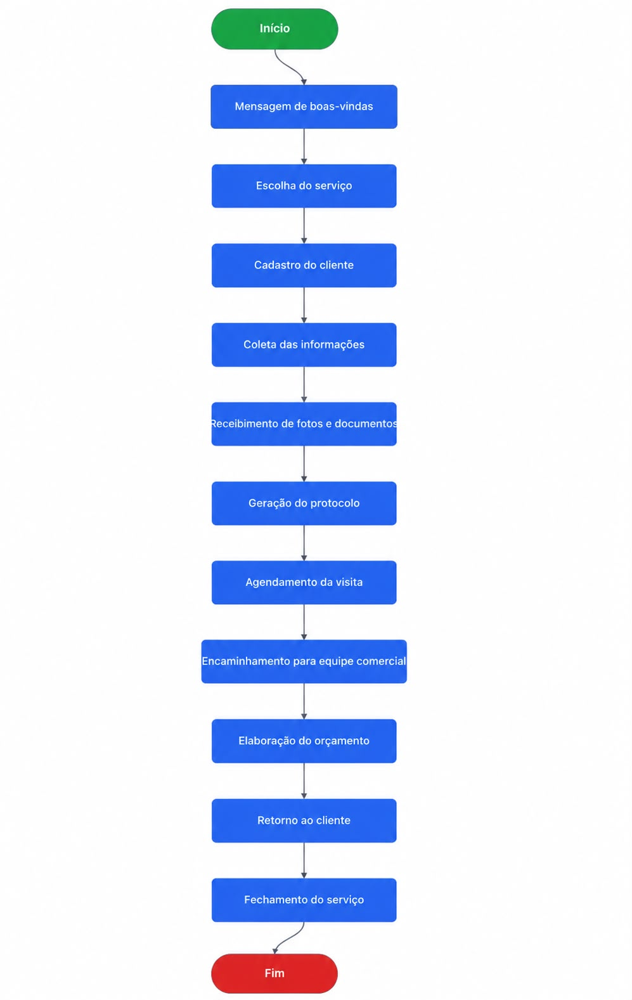 Início
Mensagem de boas-vindas
Escolha do serviço
Cadastro do cliente
Coleta das informações
Receibimento de fotos e documentos
Geração do protocolo
Agendamento da visita
Encaminhamento para equipe comercial
Elaboração do orçamento
Retorno ao cliente
Fechamento do serviço
Fim